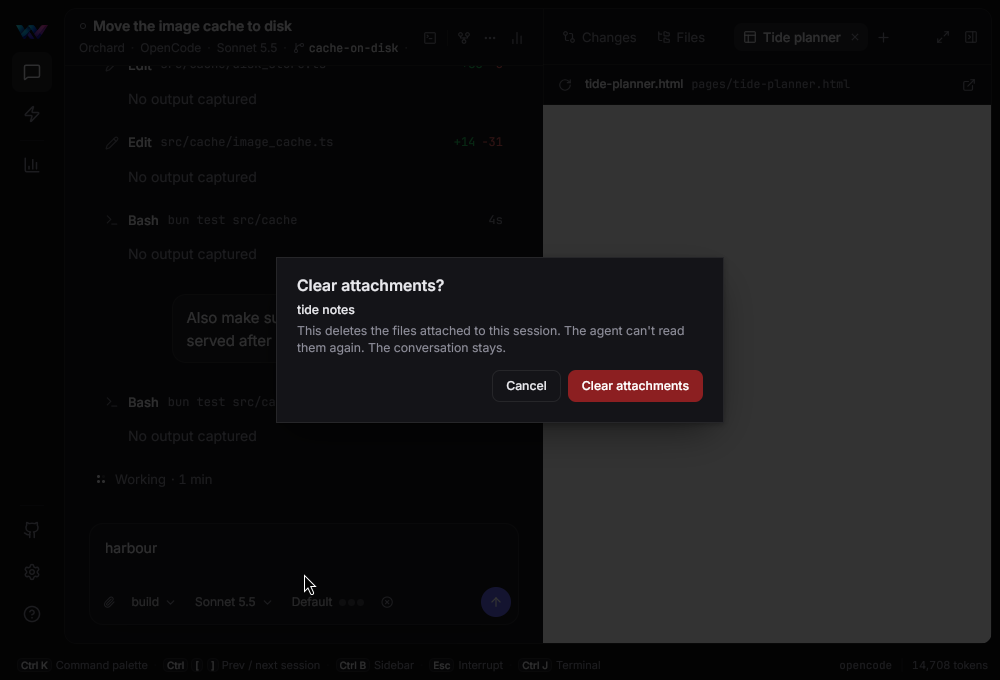 Move the image cache to disk
Orchard · OpenCode · Sonnet 5.5 cache-on-disk
Changes
Files
Tide planner
tide-planner.html pages/tide-planner.html
No output captured
Edit src/cache/image_cache.ts +14 -31
No output captured
Bash bun test src/cache 4s
No output captured
Also make su
served after
Bash bun test src/ca
No output captured
Working · 1 min
Clear attachments?
tide notes
This deletes the files attached to this session. The agent can't read
them again. The conversation stays.
Cancel
Clear attachments
harbour
build
Sonnet 5.5
Default
Ctrl K Command palette Ctrl [ ] Prev / next session Ctrl B Sidebar Esc Interrupt Ctrl J Terminal
opencode 14,708 tokens